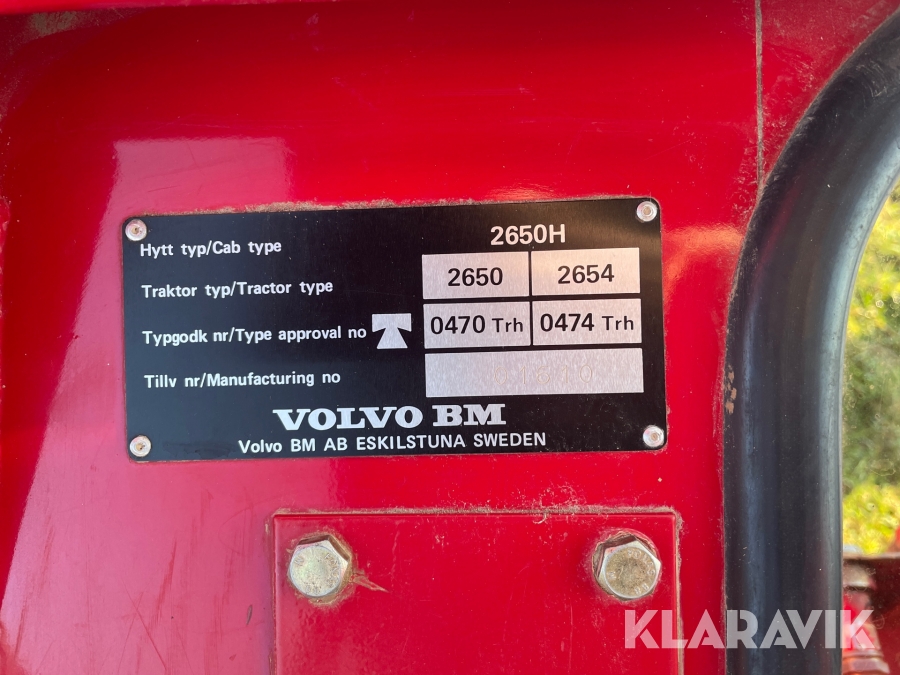 KLARAVIK
Hytt typ/Cab type 2650H
Traktor typ/Tractor type 2650 2654
Typgodk nr/Type approval no 0470 Trh 0474 Trh
Tillv nr/Manufacturing no
VOLVO BM
Volvo BM AB ESKILSTUNA SWEDEN
KLARAVIK